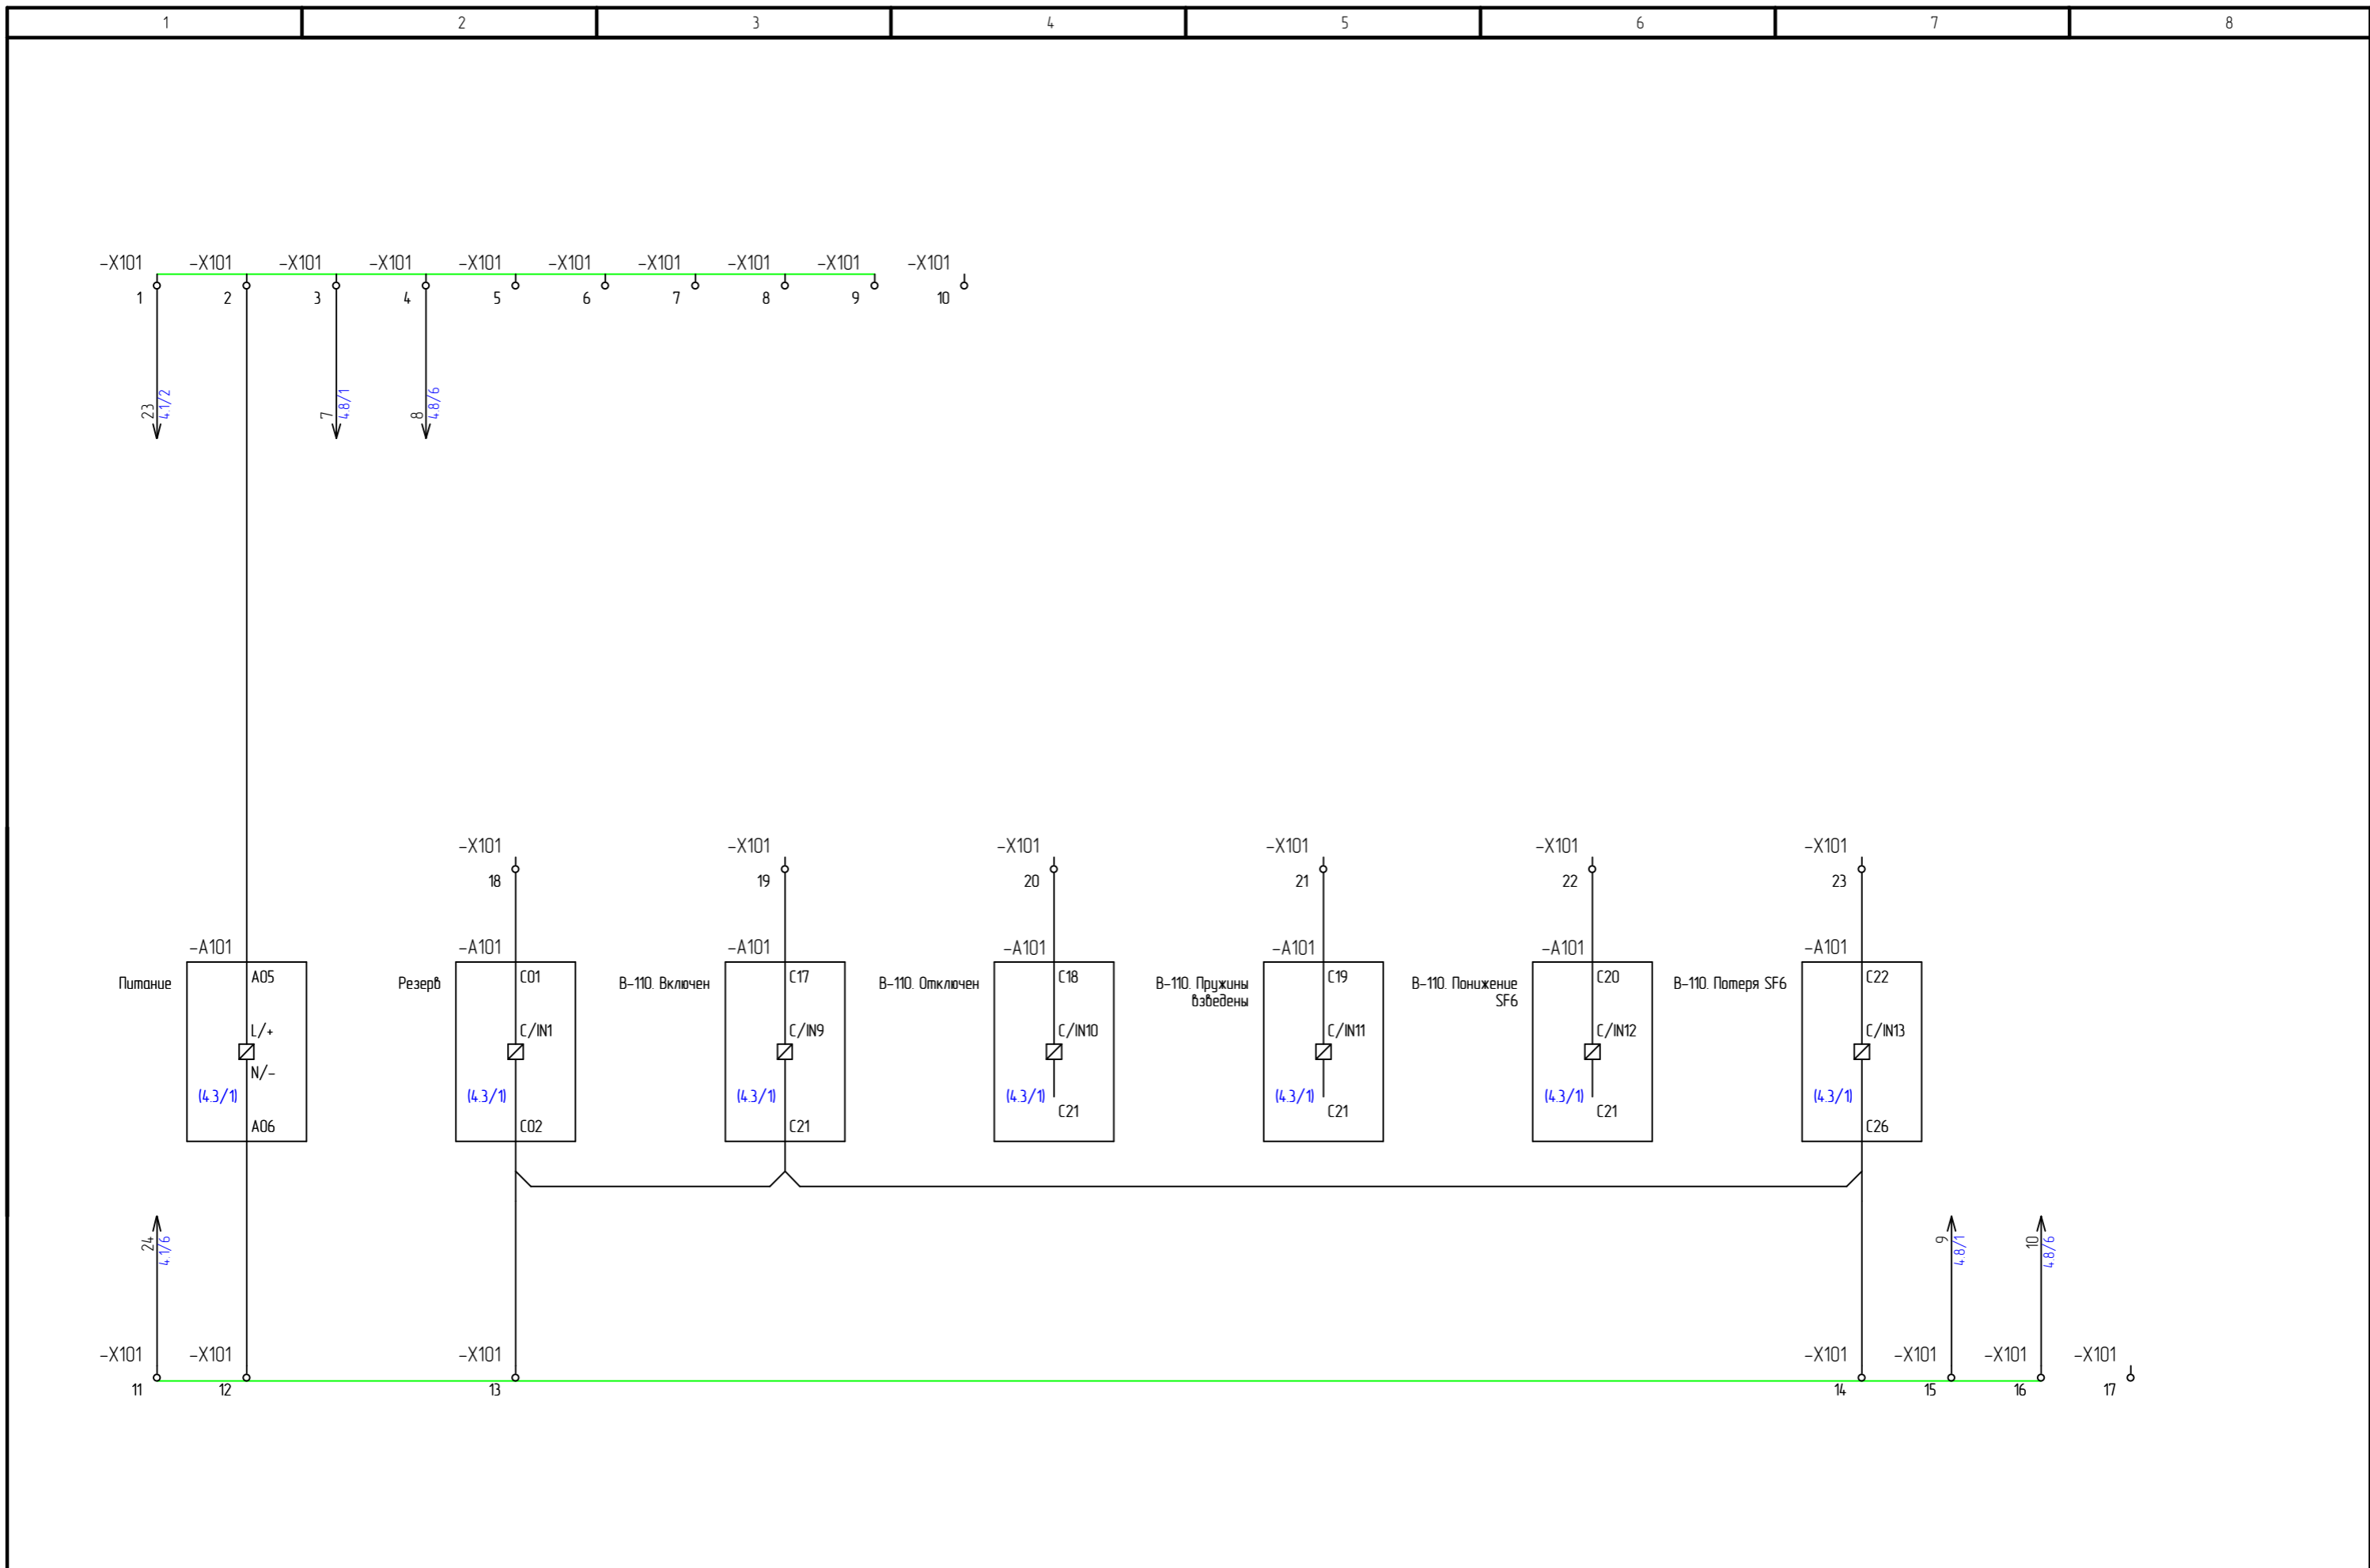 1 2 3 4 5 6 7 8
-X101 -X101 -X101 -X101 -X101 -X101 -X101 -X101 -X101 -X101
1 2 3 4 5 6 7 8 9 10
23 7 8
4.1/2 4.8/1 4.8/6
-X101 -X101 -X101 -X101 -X101 -X101
18 19 20 21 22 23
-A101 -A101 -A101 -A101 -A101 -A101 -A101
Питание A05 Резерв C01 В-110. Включен C17 В-110. Отключен C18 В-110. Пружины C19 В-110. Понижение C20 В-110. Потеря SF6 C22
взведены SF6
L/+ C/IN1 C/IN9 C/IN10 C/IN11 C/IN12 C/IN13
N/-
(4.3/1) (4.3/1) (4.3/1) (4.3/1) (4.3/1) (4.3/1) (4.3/1)
C21 C21 C21
A06 C02 C21 C26
24 9 10
4.1/6 4.8/1 4.8/6
-X101 -X101 -X101 -X101 -X101 -X101 -X101
11 12 13 14 15 16 17